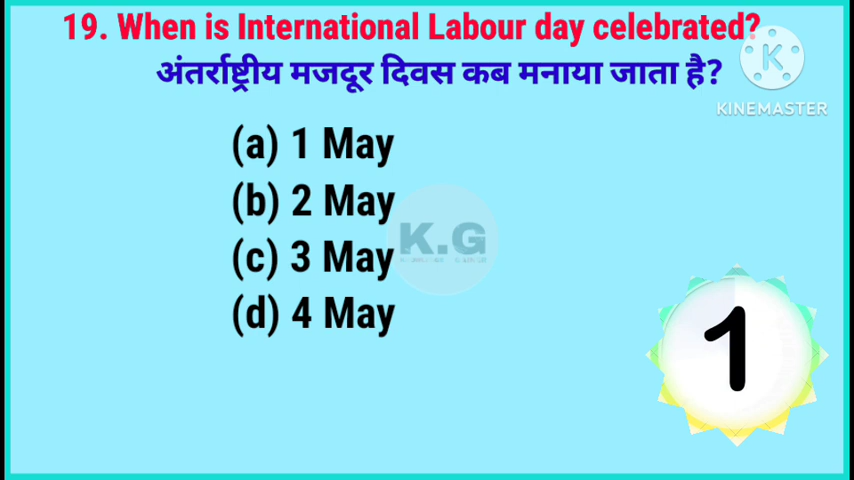 19. When is International Labour day celebrated?
अंतर्राष्ट्रीय मजदूर दिवस कब मनाया जाता है?
K
KINEMASTER
(a) 1 May
(b) 2 May
(c) 3 May
(d) 4 May
K.G
1